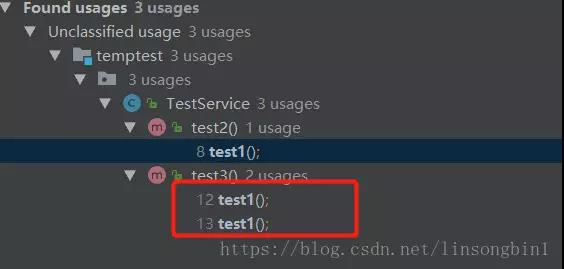 Found usages 3 usages
Unclassified usage 3 usages
temptest 3 usages
3 usages
TestService 3 usages
test2() 1 usage
8 test1();
test3() 2 usages
12 test1();
13 test1();
https://blog.csdn.net/linsongbin1